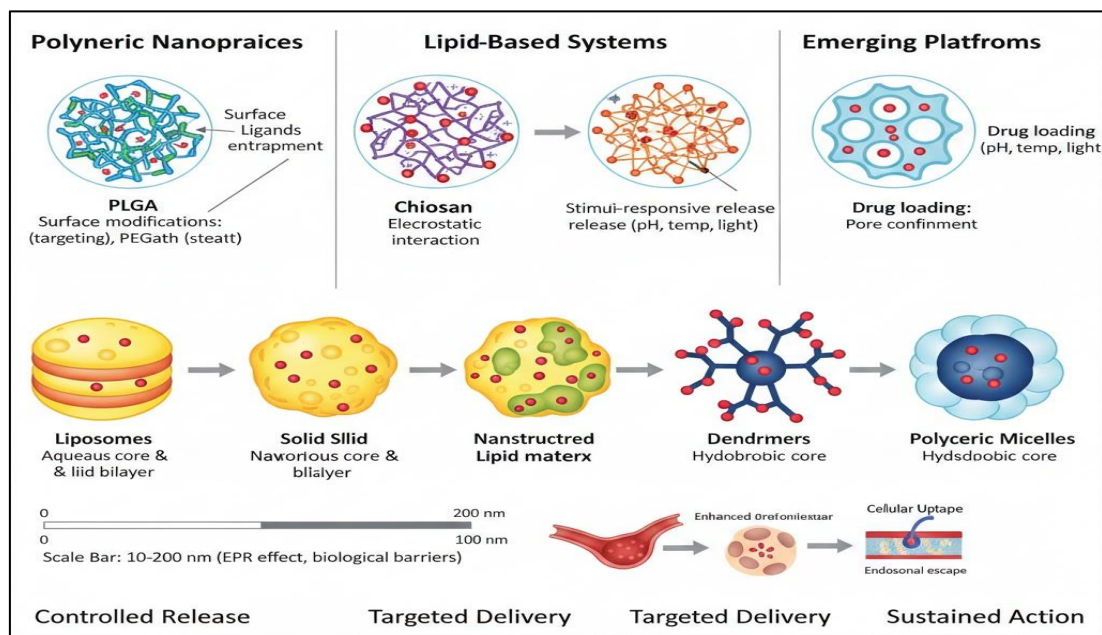 Polyneric Nanopraices
Lipid-Based Systems
Emerging Platfroms
Surface
Ligands
entrapment
PLGA
Surface modifications:
(targeting), PEGath (steatt)
Chiosan
Elecrostatic
interaction
Stimuli-responsive release
release (pH, temp, light)
Drug loading
(pH, temp, light
Drug loading:
Pore confinment
Liposomes
Aqueaus core &
& liid bilayer
Solid Sllid
core &
Nanstructred
Lipid materx
Dendrmers
Hydobrobic core
Polyceric Micelles
Hydsdpobic core
0 200 nm
0 100 nm
Scale Bar: 10-200 nm (EPR effect, biological barriers)
Enhanced
Cellular Uptape
Endosonal escape
Controlled Release
Targeted Delivery
Targeted Delivery
Sustained Action